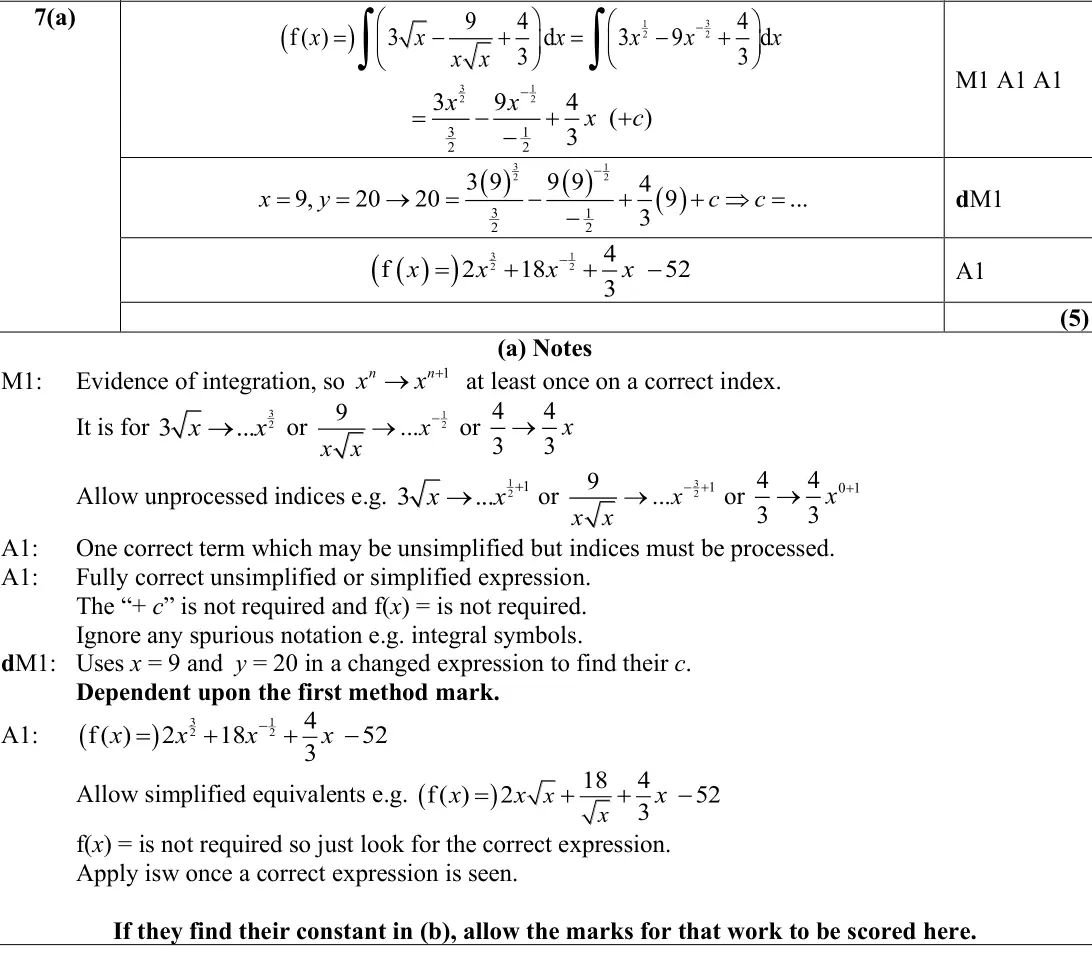 7(a)
(f(x)=)∫(3√x − 9/(x√x) + 4/3)dx = ∫(3x^(1/2) − 9x^(−3/2) + 4/3)dx
= 3x^(3/2)/(3/2) − 9x^(−1/2)/(−1/2) + 4/3 x (+c)
M1 A1 A1
x = 9, y = 20 → 20 = 3(9)^(3/2)/(3/2) − 9(9)^(−1/2)/(−1/2) + 4/3 (9) + c ⇒ c = ...
dM1
(f(x)=)2x^(3/2) + 18x^(−1/2) + 4/3 x − 52
A1
(5)
(a) Notes
M1: Evidence of integration, so x^n → x^(n+1) at least once on a correct index.
It is for 3√x → ...x^(3/2) or 9/(x√x) → ...x^(−1/2) or 4/3 → 4/3 x
Allow unprocessed indices e.g. 3√x → ...x^(1/2+1) or 9/(x√x) → ...x^(−3/2+1) or 4/3 → 4/3 x^(0+1)
A1: One correct term which may be unsimplified but indices must be processed.
A1: Fully correct unsimplified or simplified expression.
The “+ c” is not required and f(x) = is not required.
Ignore any spurious notation e.g. integral symbols.
dM1: Uses x = 9 and y = 20 in a changed expression to find their c.
Dependent upon the first method mark.
A1: (f(x)=)2x^(3/2) + 18x^(−1/2) + 4/3 x − 52
Allow simplified equivalents e.g. (f(x)=)2x√x + 18/√x + 4/3 x − 52
f(x) = is not required so just look for the correct expression.
Apply isw once a correct expression is seen.
If they find their constant in (b), allow the marks for that work to be scored here.